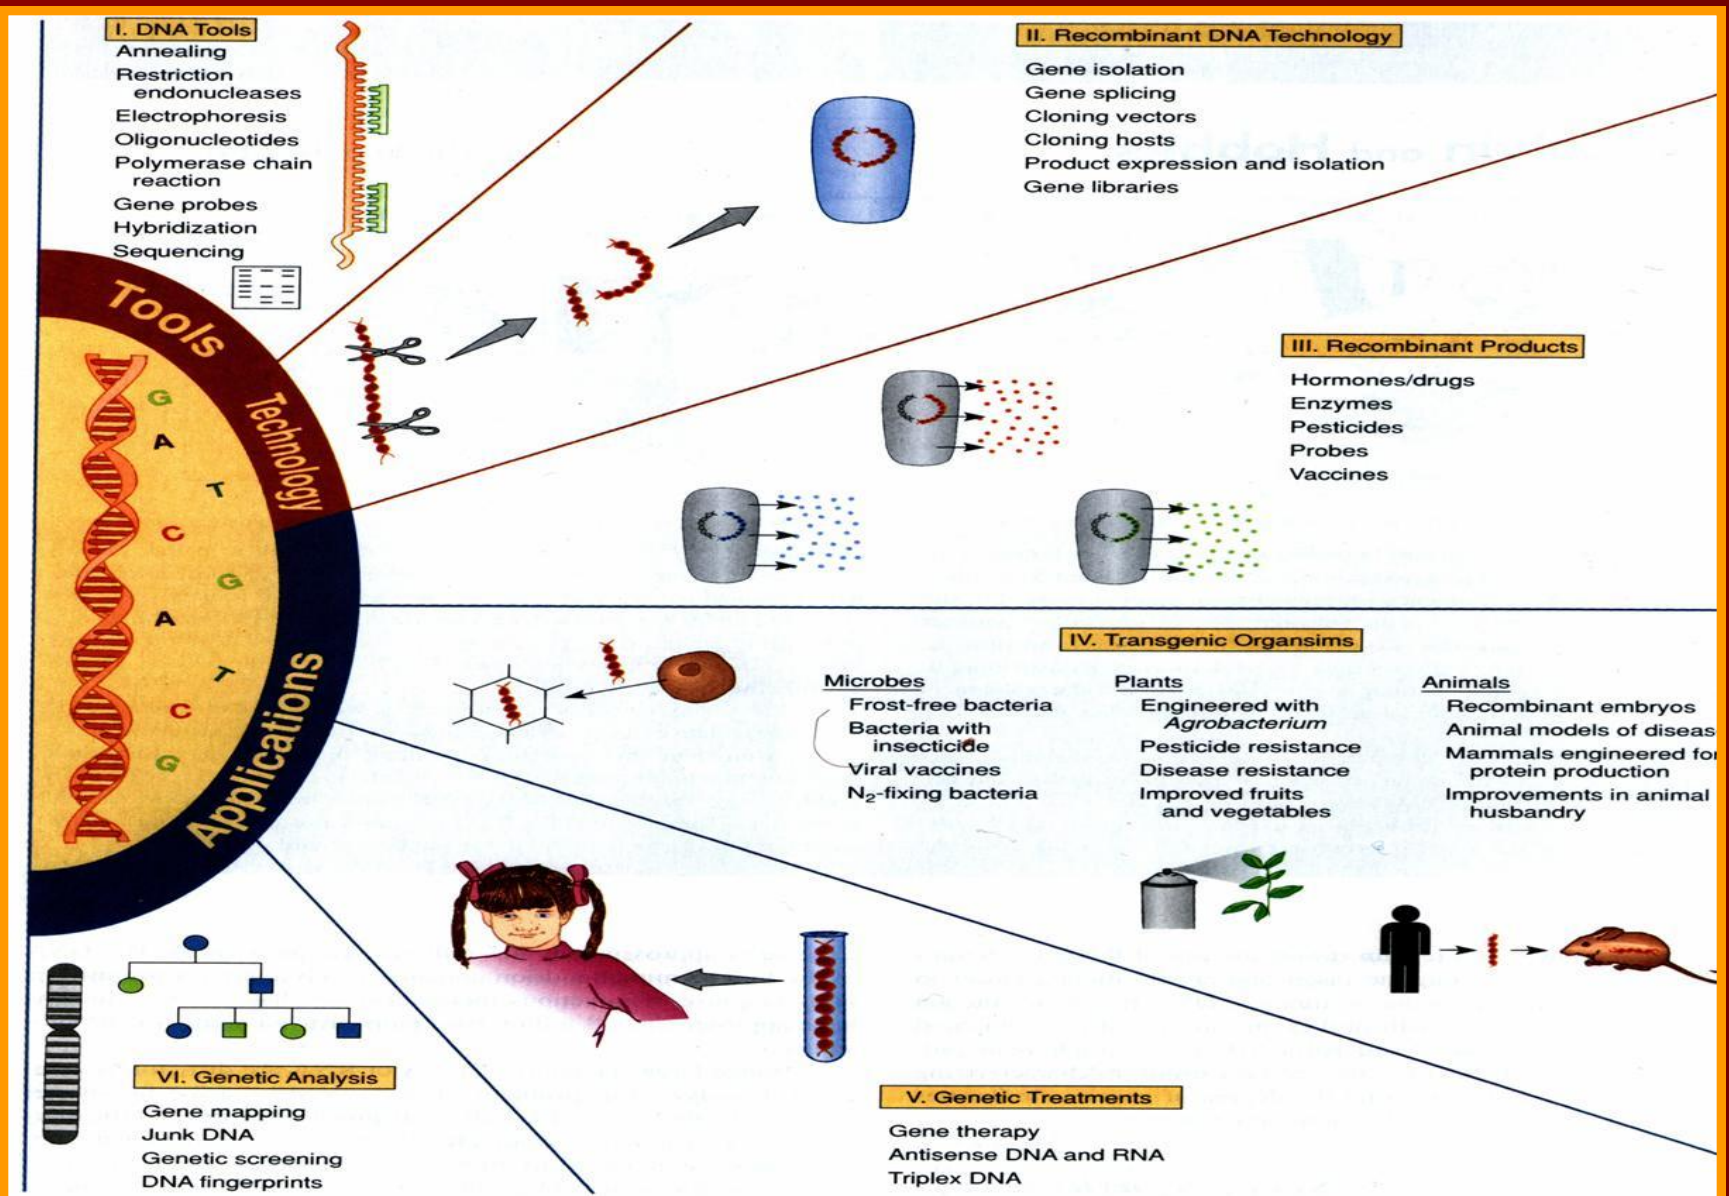 I. DNA Tools
Annealing
Restriction
endonucleases
Electrophoresis
Oligonucleotides
Polymerase chain
reaction
Gene probes
Hybridization
Sequencing
II. Recombinant DNA Technology
Gene isolation
Gene splicing
Cloning vectors
Cloning hosts
Product expression and isolation
Gene libraries
III. Recombinant Products
Hormones/drugs
Enzymes
Pesticides
Probes
Vaccines
Tools
Technology
Applications
G
A
T
C
G
A
T
C
G
IV. Transgenic Organsims
Microbes
Frost-free bacteria
Bacteria with
insecticide
Viral vaccines
N₂-fixing bacteria
Plants
Engineered with
Agrobacterium
Pesticide resistance
Disease resistance
Improved fruits
and vegetables
Animals
Recombinant embryos
Animal models of diseas
Mammals engineered for
protein production
Improvements in animal
husbandry
V. Genetic Treatments
Gene therapy
Antisense DNA and RNA
Triplex DNA
VI. Genetic Analysis
Gene mapping
Junk DNA
Genetic screening
DNA fingerprints